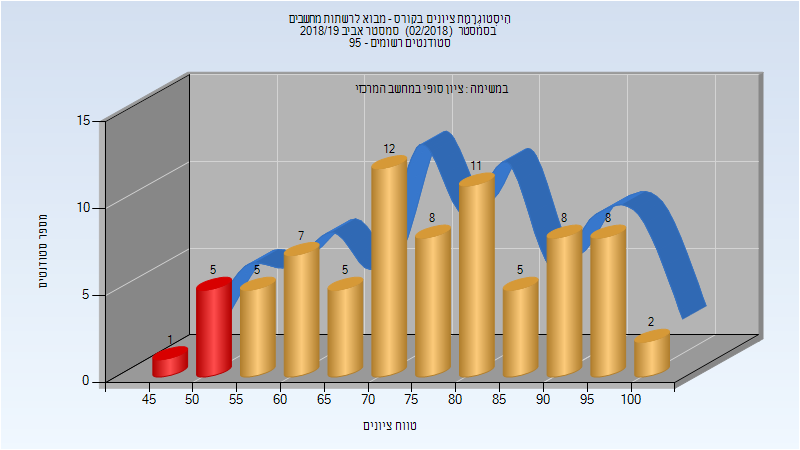 היסטוגרמת ציונים בקורס - מבוא לרשתות מחשבים
בסמסטר (02/2018) סמסטר אביב 2018/19
סטודנטים רשומים - 95
במשימה : ציון סופי במחשב המרכזי
מספר סטודנטים
15
10
5
0
1
5
5
7
5
12
8
11
5
8
8
2
45 50 55 60 65 70 75 80 85 90 95 100
טווח ציונים